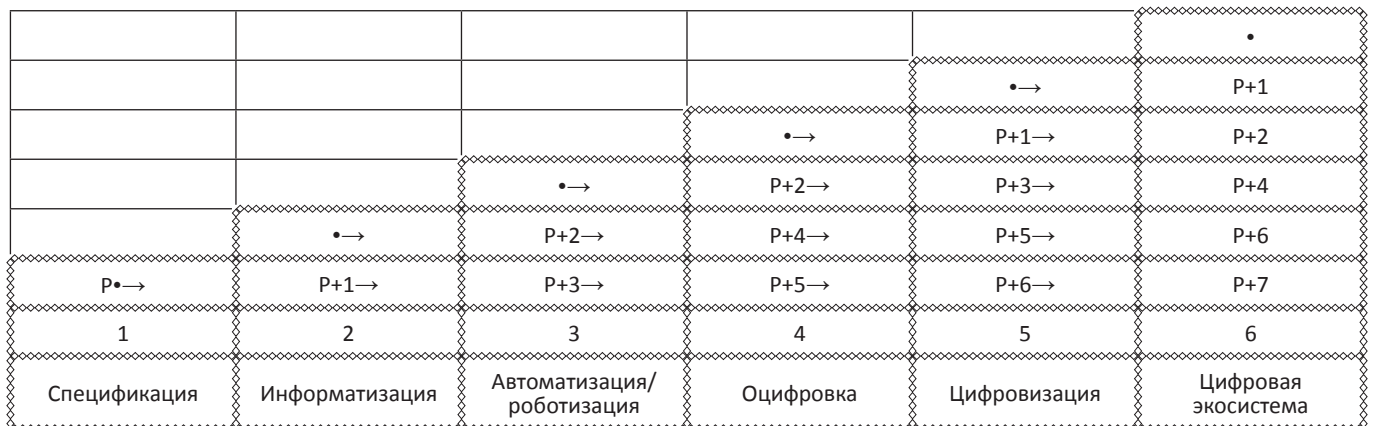 •
•→ P+1
•→ P+1→ P+2
•→ P+2→ P+3→ P+4
•→ P+2→ P+4→ P+5→ P+6
P•→ P+1→ P+3→ P+5→ P+6→ P+7
1 2 3 4 5 6
Спецификация Информатизация Автоматизация/ Оцифровка Цифровизация Цифровая
роботизация экосистема